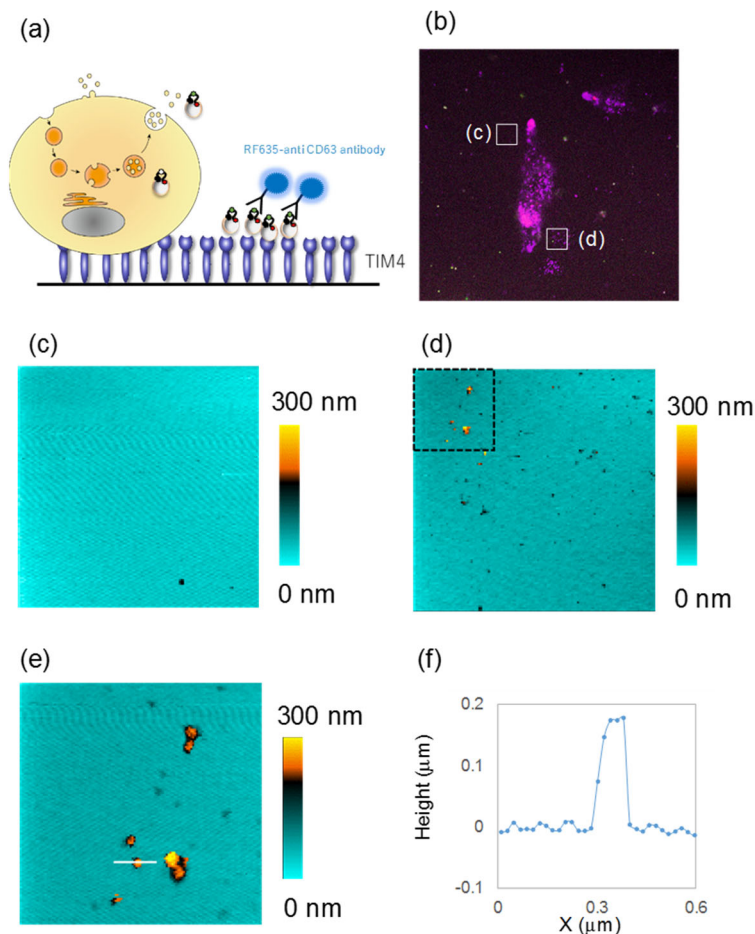 (a)
(b)
RF635-anti CD63 antibody
TIM4
(c)
(d)
(c)
(d)
300 nm
0 nm
300 nm
0 nm
(e)
(f)
300 nm
0 nm
Height (μm)
0.2
0.1
0
-0.1
0
0.3
0.6
X (μm)